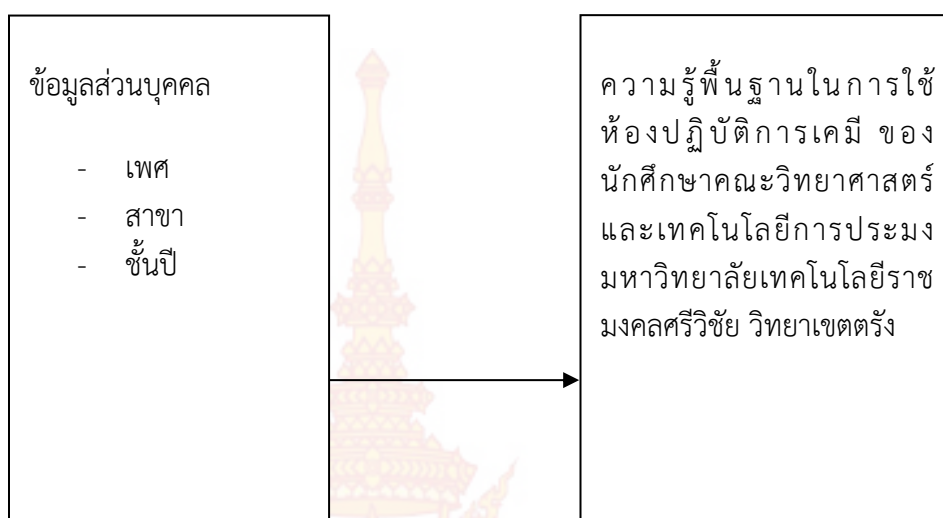 ข้อมูลส่วนบุคคล
- เพศ
- สาขา
- ชั้นปี
ความรู้พื้นฐานในการใช้
ห้องปฏิบัติการเคมี ของ
นักศึกษาคณะวิทยาศาสตร์
และเทคโนโลยีการประมง
มหาวิทยาลัยเทคโนโลยีราช
มงคลศรีวิชัย วิทยาเขตตรัง